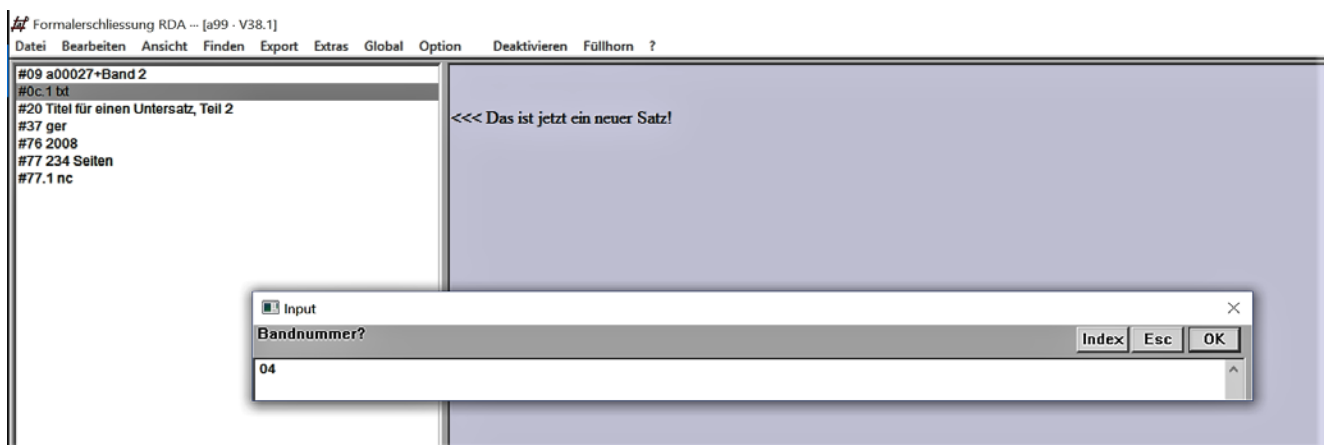 Formalerschliessung RDA -- [a99 - V38.1]
Datei Bearbeiten Ansicht Finden Export Extras Global Option Deaktivieren Füllhorn ?
#09 a00027+Band 2
#0c.1 txt
#20 Titel für einen Untersatz, Teil 2
#37 ger
#76 2008
#77 234 Seiten
#77.1 nc
<<< Das ist jetzt ein neuer Satz!
Input
Bandnummer?
Index Esc OK
04